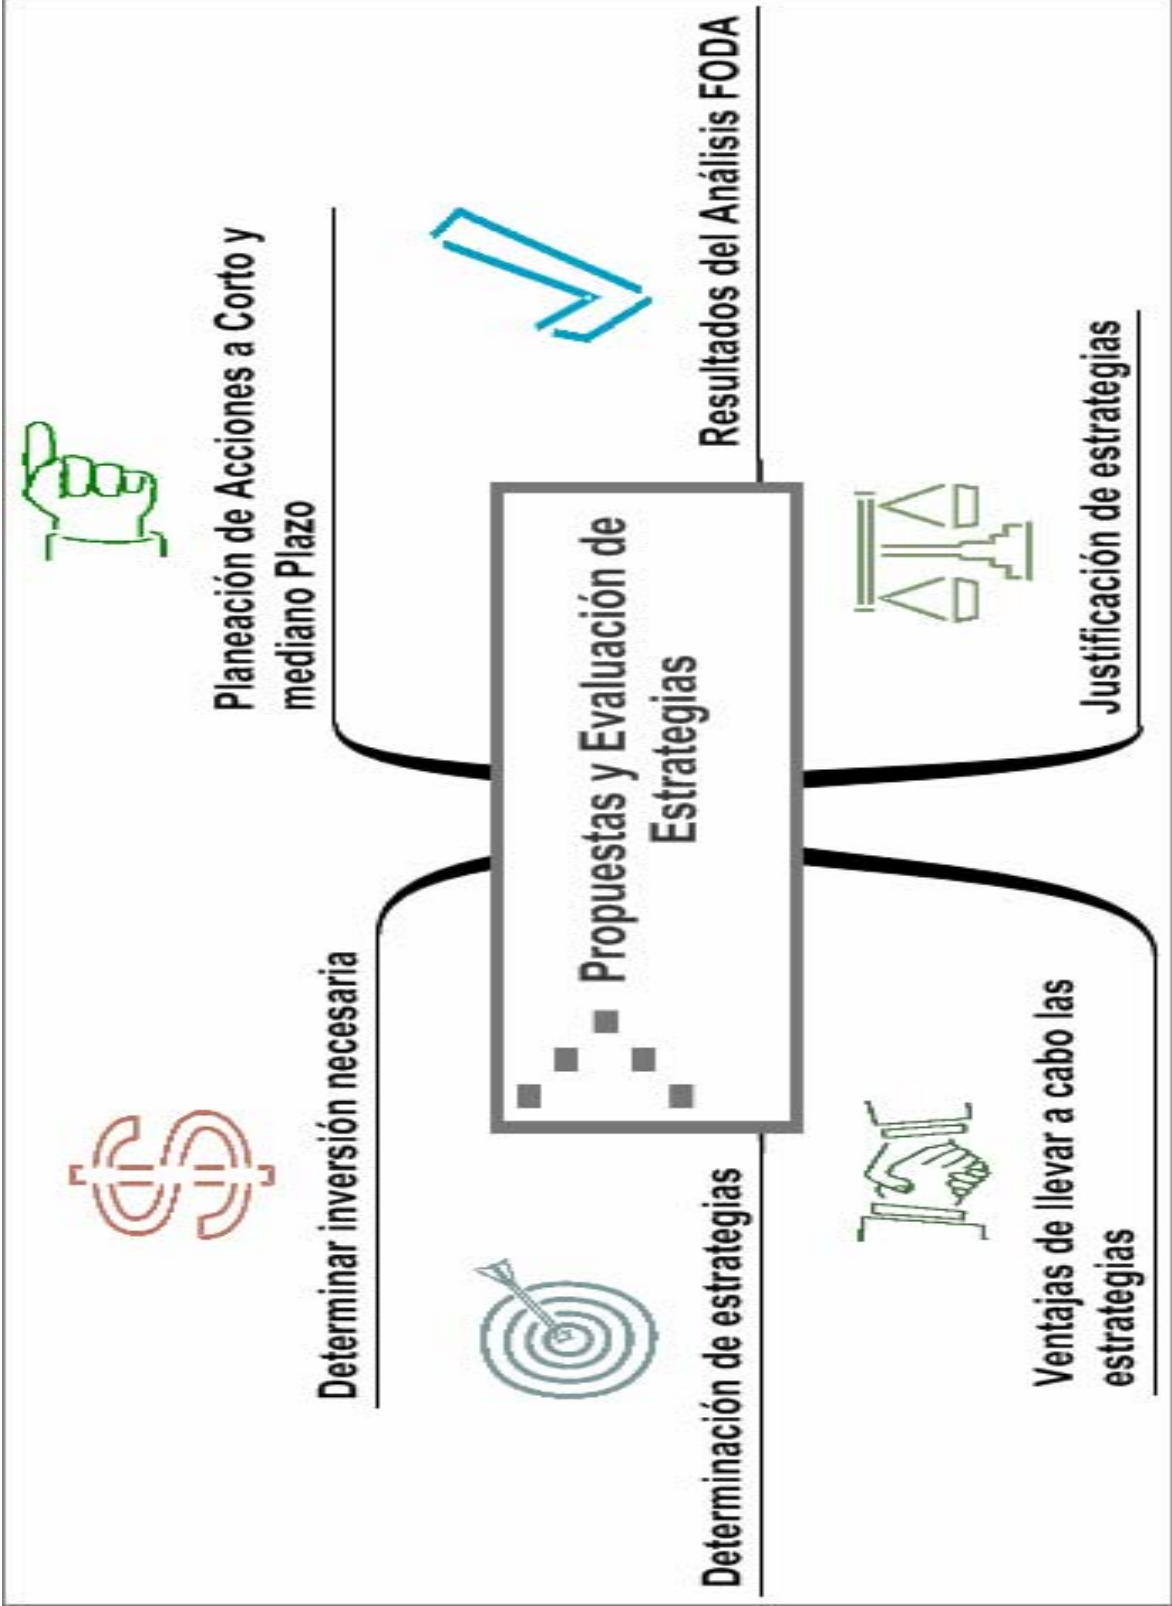 Propuestas y Evaluación de
Estrategias
Planeación de Acciones a Corto y
mediano Plazo
Resultados del Análisis FODA
Justificación de estrategias
Determinar inversión necesaria
Determinación de estrategias
Ventajas de llevar a cabo las
estrategias